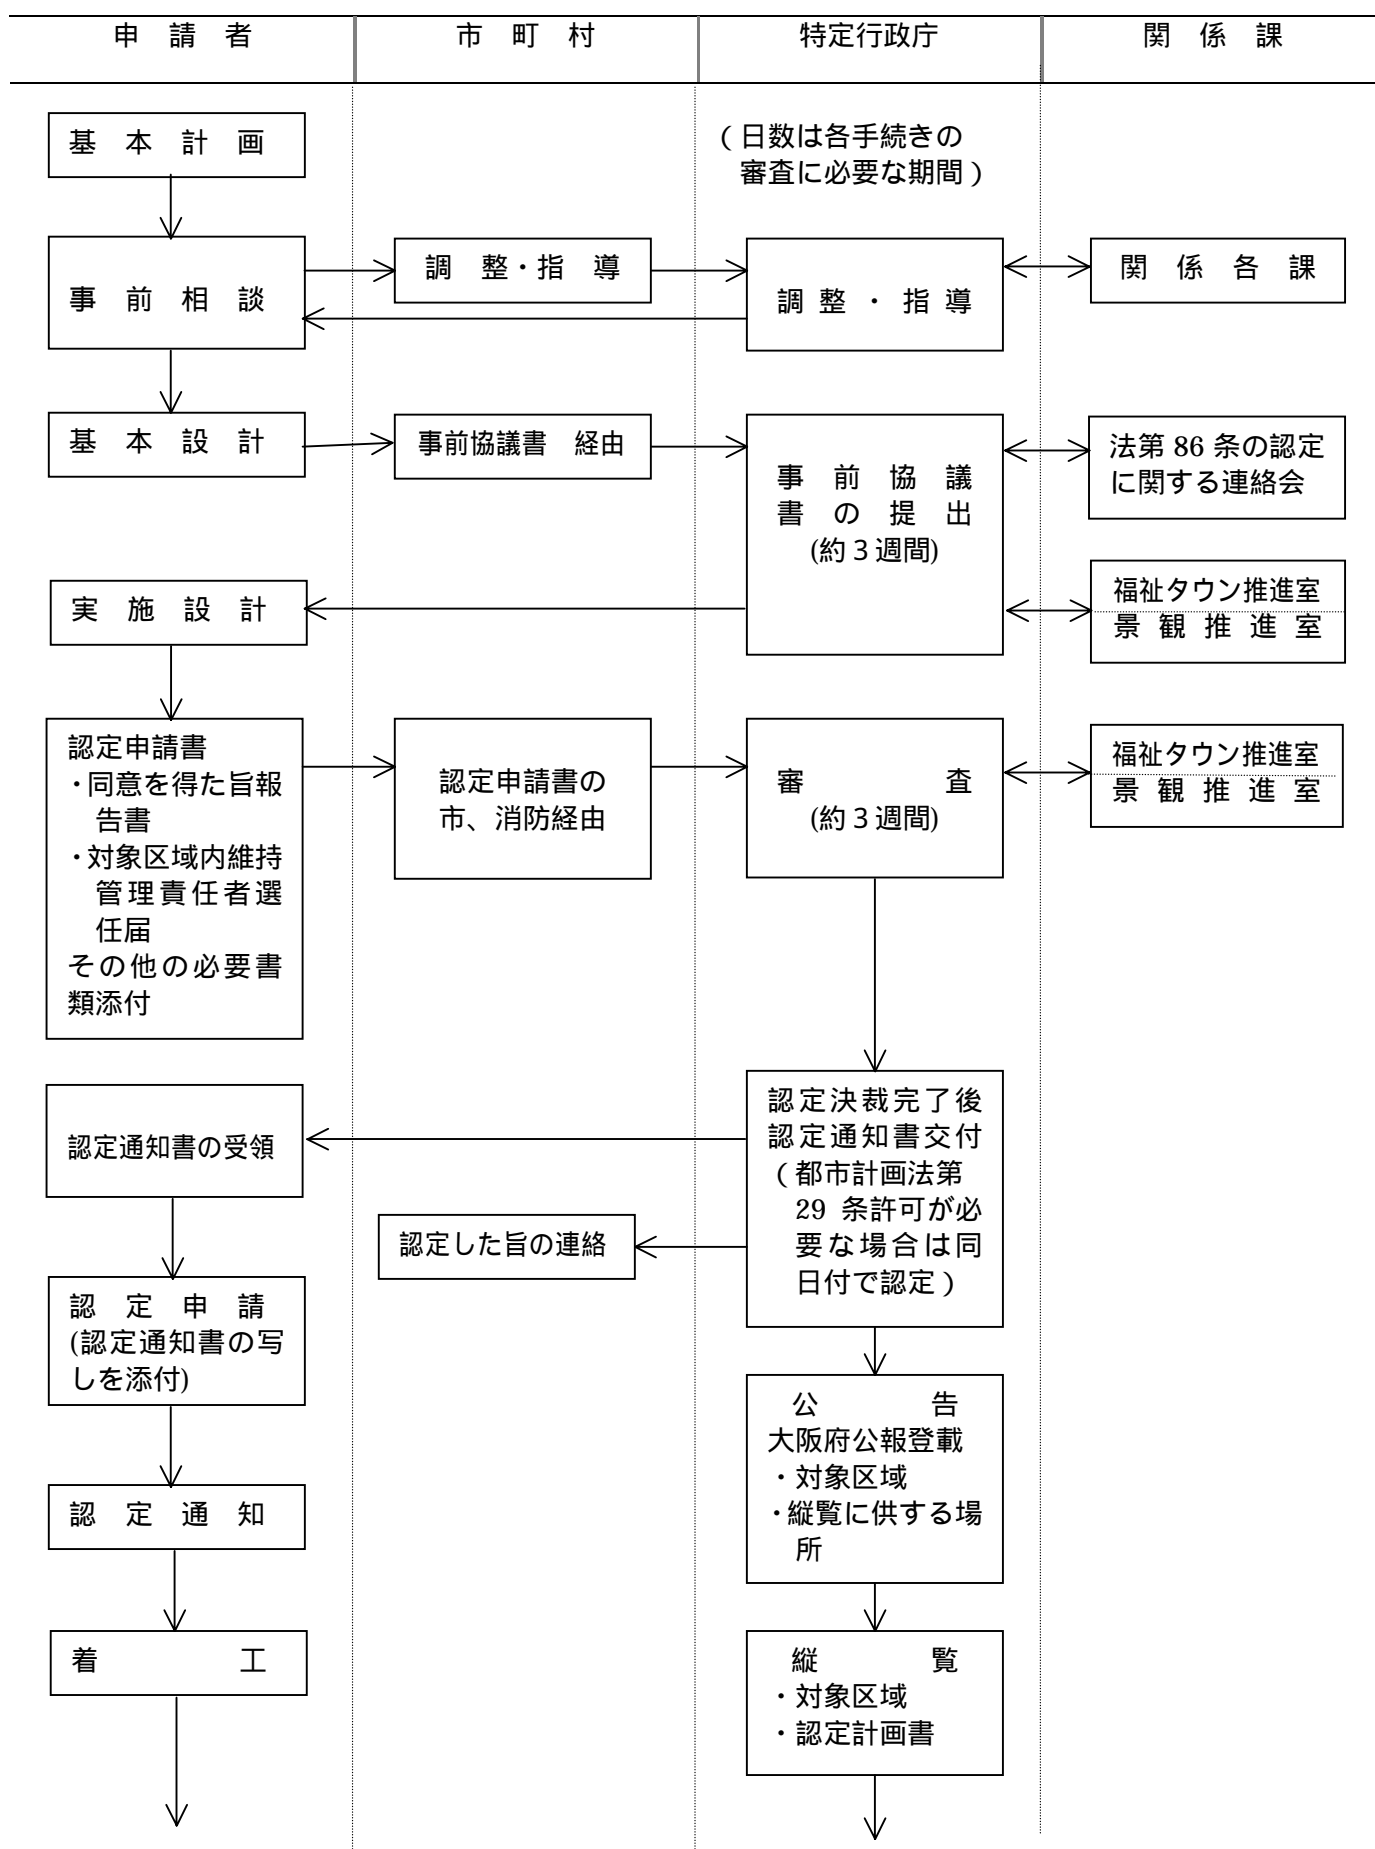 申　請　者
市　町　村
特定行政庁
関　係　課
基　本　計　画
（日数は各手続きの
審査に必要な期間）
事　前　相　談
調　整・指　導
調 整 ・ 指 導
関　係　各　課
基　本　設　計
事前協議書　経由
事　前　協　議
書　の　提　出
(約３週間)
法第 86 条の認定
に関する連絡会
実　施　設　計
福祉タウン推進室
景 観 推 進 室
認定申請書
・同意を得た旨報
告書
・対象区域内維持
管理責任者選
任届
その他の必要書
類添付
認定申請書の
市、消防経由
審　　　　　査
(約３週間)
福祉タウン推進室
景 観 推 進 室
認定通知書の受領
認定決裁完了後
認定通知書交付
（都市計画法第
29 条許可が必
要な場合は同
日付で認定）
認定した旨の連絡
認　定　申　請
(認定通知書の写
しを添付)
公　　　　　告
大阪府公報登載
・対象区域
・縦覧に供する場
所
認　定　通　知
着　　　　　工
縦　　　　　覧
・対象区域
・認定計画書